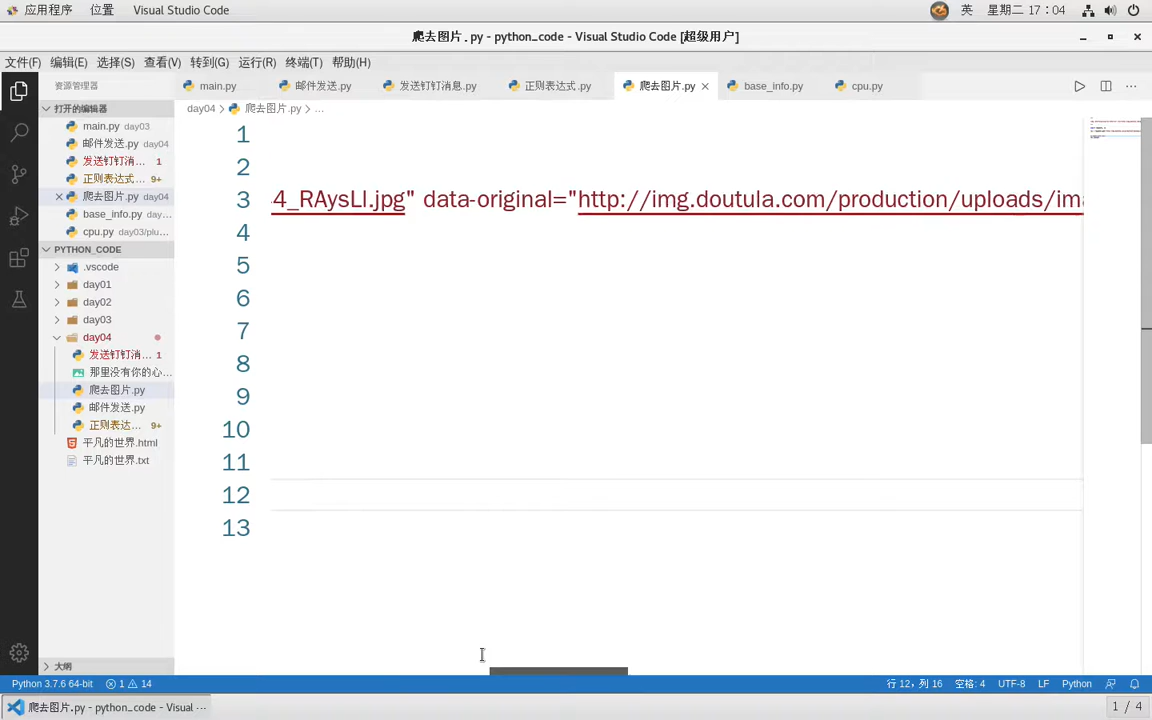 应用程序 位置 Visual Studio Code 英 星期二 17:04
爬去图片.py - python_code - Visual Studio Code [超级用户]
文件(F) 编辑(E) 选择(S) 查看(V) 转到(G) 运行(R) 终端(T) 帮助(H)
资源管理器
main.py 邮件发送.py 发送钉钉消息.py 正则表达式.py 爬去图片.py base_info.py cpu.py
day04 > 爬去图片.py > ...
打开的编辑器
main.py day03
邮件发送.py day04
发送钉钉消... 1
正则表达式... 9+
爬去图片.py day04
base_info.py day...
cpu.py day03/plu...
PYTHON_CODE
.vscode
day01
day02
day03
day04
发送钉钉消... 1
那里没有你的心...
爬去图片.py
邮件发送.py
正则表达... 9+
平凡的世界.html
平凡的世界.txt
大纲
1
2
3 4_RAysLI.jpg" data-original="http://img.doutula.com/production/uploads/ima
4
5
6
7
8
9
10
11
12
13
Python 3.7.6 64-bit 1 14 行 12，列 16 空格: 4 UTF-8 LF Python
爬去图片.py - python_code - Visual ··· 1 / 4